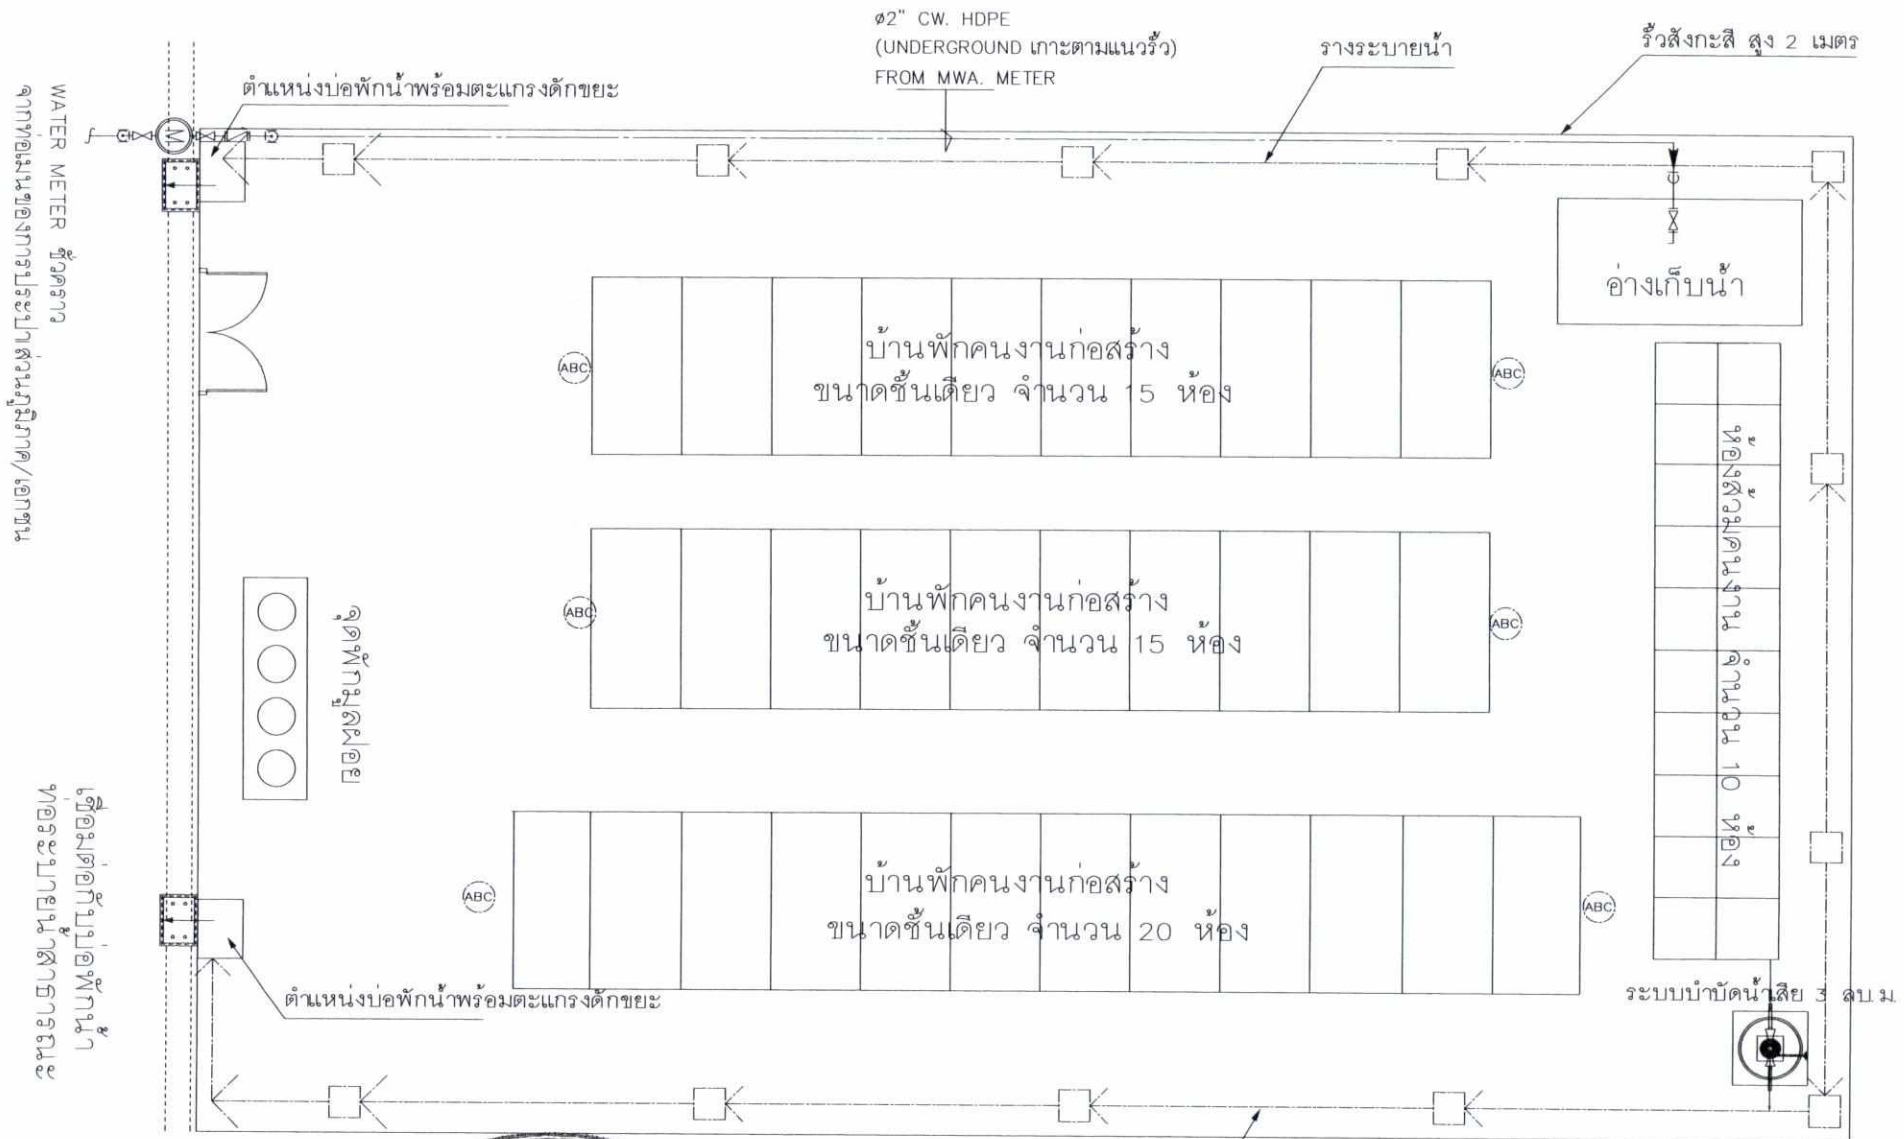 ø2" CW. HDPE
(UNDERGROUND เกาะตามแนวรั้ว)
FROM MWA. METER
รางระบายน้ำ
รั้วสังกะสี สูง 2 เมตร
ตำแหน่งบ่อพักน้ำพร้อมตะแกรงดักขยะ
WATER METER ชั่วคราว
จากท่อเมนของการประปาส่วนภูมิภาค/เอกชน
M
อ่างเก็บน้ำ
บ้านพักคนงานก่อสร้าง
ขนาดชั้นเดียว จำนวน 15 ห้อง
ABC
ABC
ห้องส้วมคนงาน จำนวน 10 ห้อง
บ้านพักคนงานก่อสร้าง
ขนาดชั้นเดียว จำนวน 15 ห้อง
ABC
ABC
จุดพักมูลฝอย
บ้านพักคนงานก่อสร้าง
ขนาดชั้นเดียว จำนวน 20 ห้อง
ABC
ABC
เชื่อมต่อกับบ่อพักน้ำ
ท่อระบายน้ำสาธารณะ
ตำแหน่งบ่อพักน้ำพร้อมตะแกรงดักขยะ
ระบบบำบัดน้ำเสีย 3 ลบ.ม.